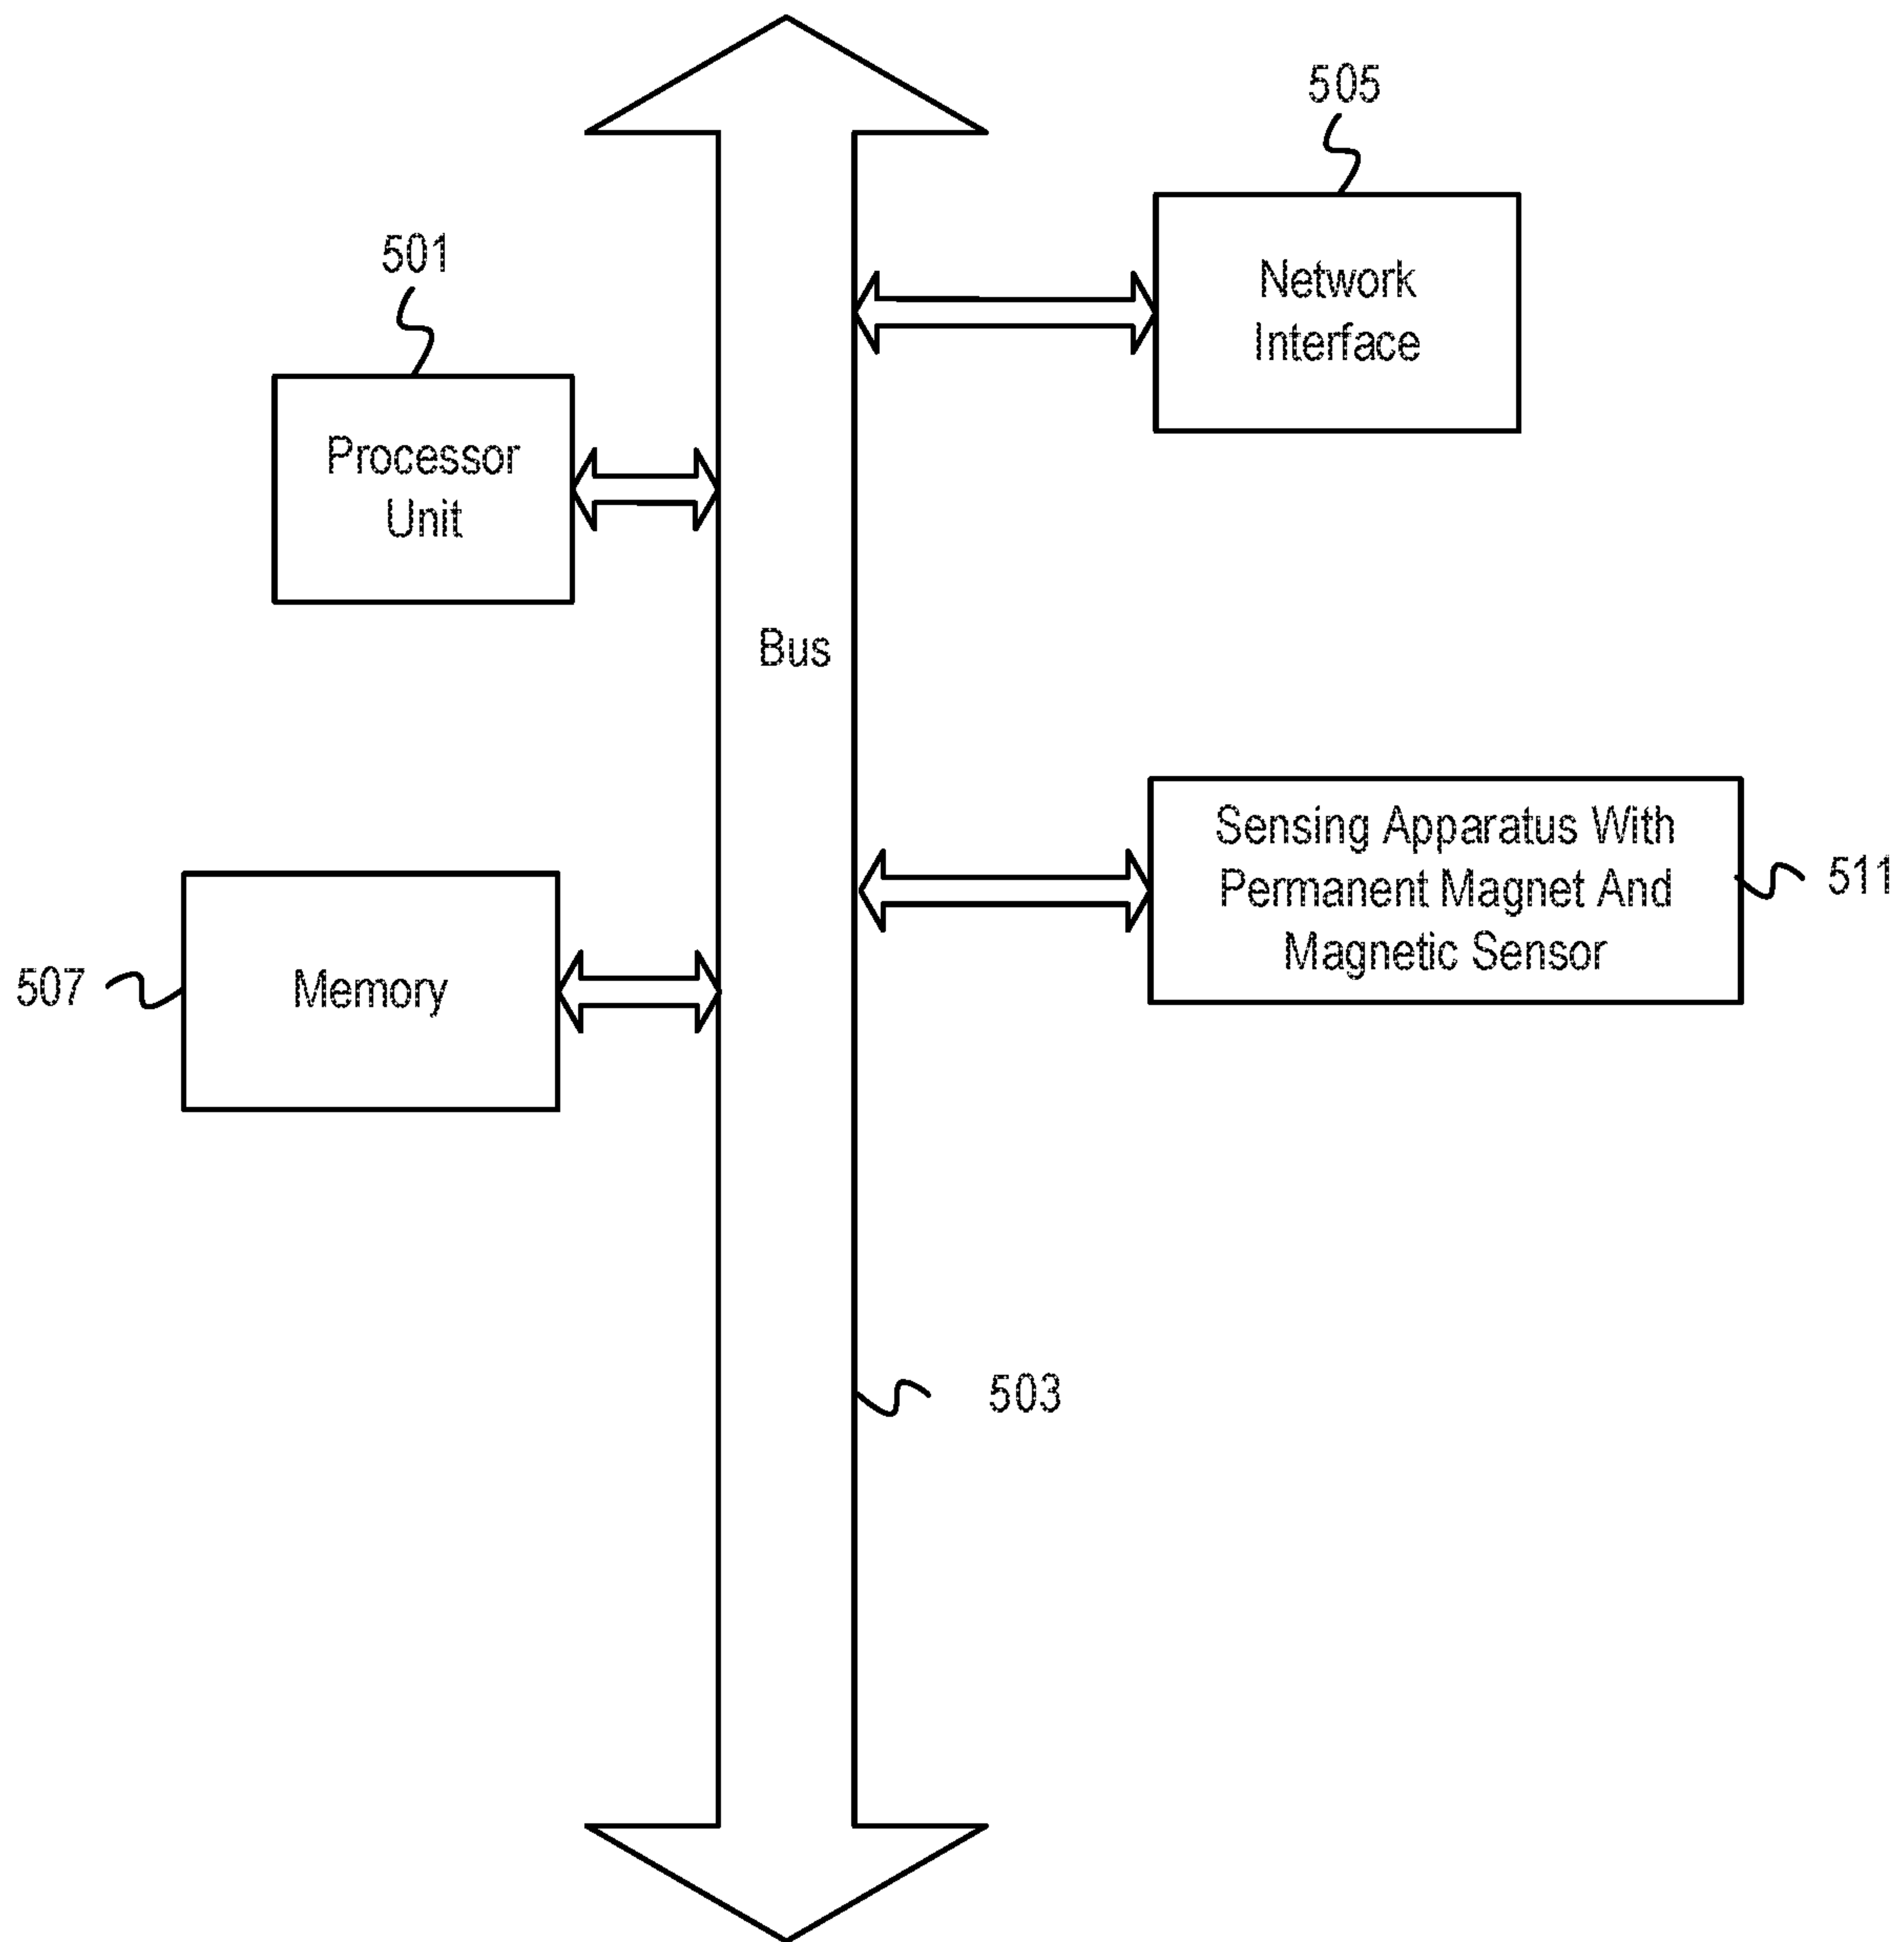 505
Network
Interface
501
Processor
Unit
Bus
Sensing Apparatus With
Permanent Magnet And
Magnetic Sensor
511
507
Memory
503